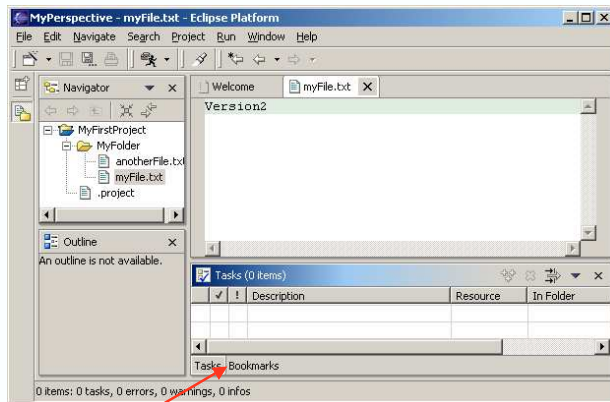 MyPerspective - myFile.txt - Eclipse Platform
File Edit Navigate Search Project Run Window Help
Navigator
MyFirstProject
MyFolder
anotherFile.txt
myFile.txt
.project
Outline
An outline is not available.
Welcome myFile.txt
Version2
Tasks (0 items)
! Description Resource In Folder
Tasks Bookmarks
0 items: 0 tasks, 0 errors, 0 warnings, 0 infos